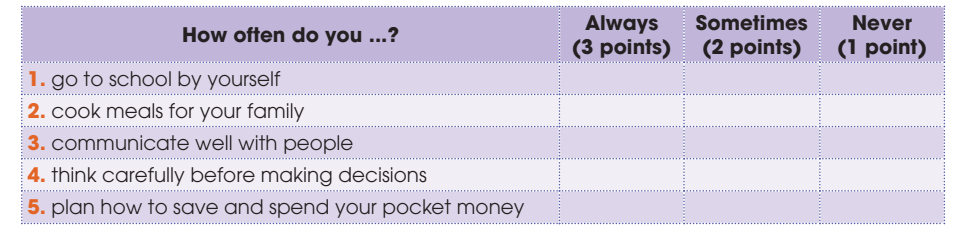 How often do you ...? Always (3 points) Sometimes (2 points) Never (1 point)
1. go to school by yourself
2. cook meals for your family
3. communicate well with people
4. think carefully before making decisions
5. plan how to save and spend your pocket money